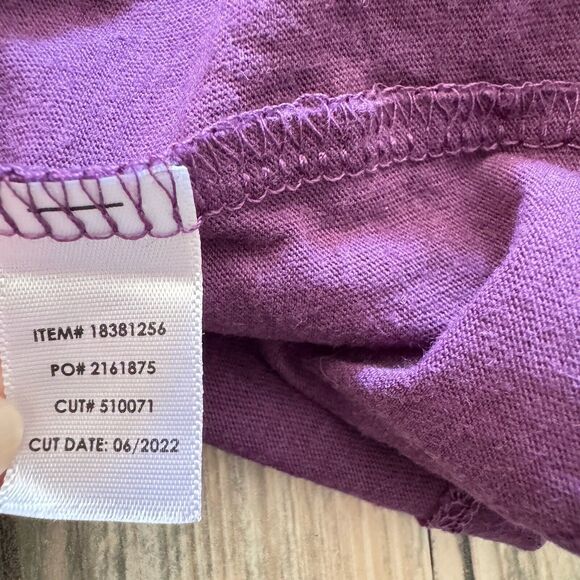 ITEM# 18381256
PO# 2161875
CUT# 510071
CUT DATE: 06/2022